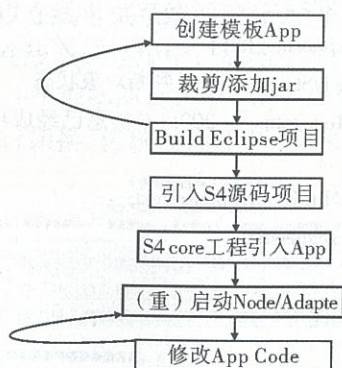 创建模板App
裁剪/添加jar
Build Eclipse项目
引入S4源码项目
S4 core工程引入App
（重）启动Node/Adapte
修改App Code